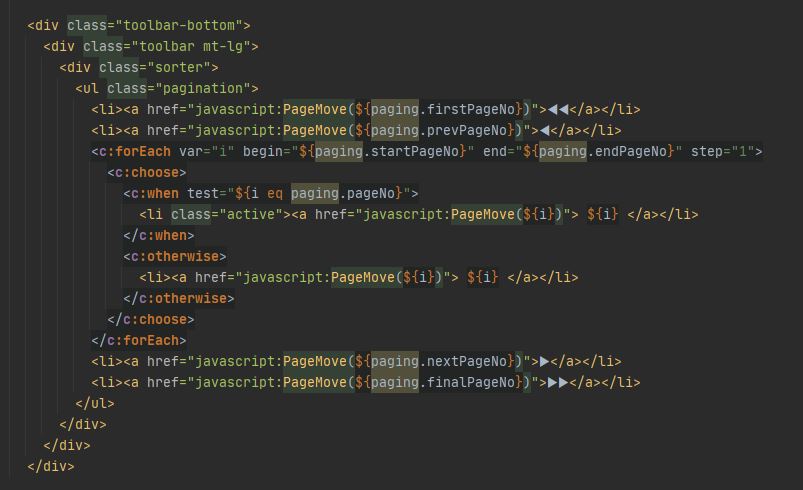 <div class="toolbar-bottom">
<div class="toolbar mt-lg">
<div class="sorter">
<ul class="pagination">
<li><a href="javascript:PageMove(${paging.firstPageNo})">◀◀</a></li>
<li><a href="javascript:PageMove(${paging.prevPageNo})">◀</a></li>
<c:forEach var="i" begin="${paging.startPageNo}" end="${paging.endPageNo}" step="1">
<c:choose>
<c:when test="${i eq paging.pageNo}">
<li class="active"><a href="javascript:PageMove(${i})"> ${i} </a></li>
</c:when>
<c:otherwise>
<li><a href="javascript:PageMove(${i})"> ${i} </a></li>
</c:otherwise>
</c:choose>
</c:forEach>
<li><a href="javascript:PageMove(${paging.nextPageNo})">▶</a></li>
<li><a href="javascript:PageMove(${paging.finalPageNo})">▶▶</a></li>
</ul>
</div>
</div>
</div>